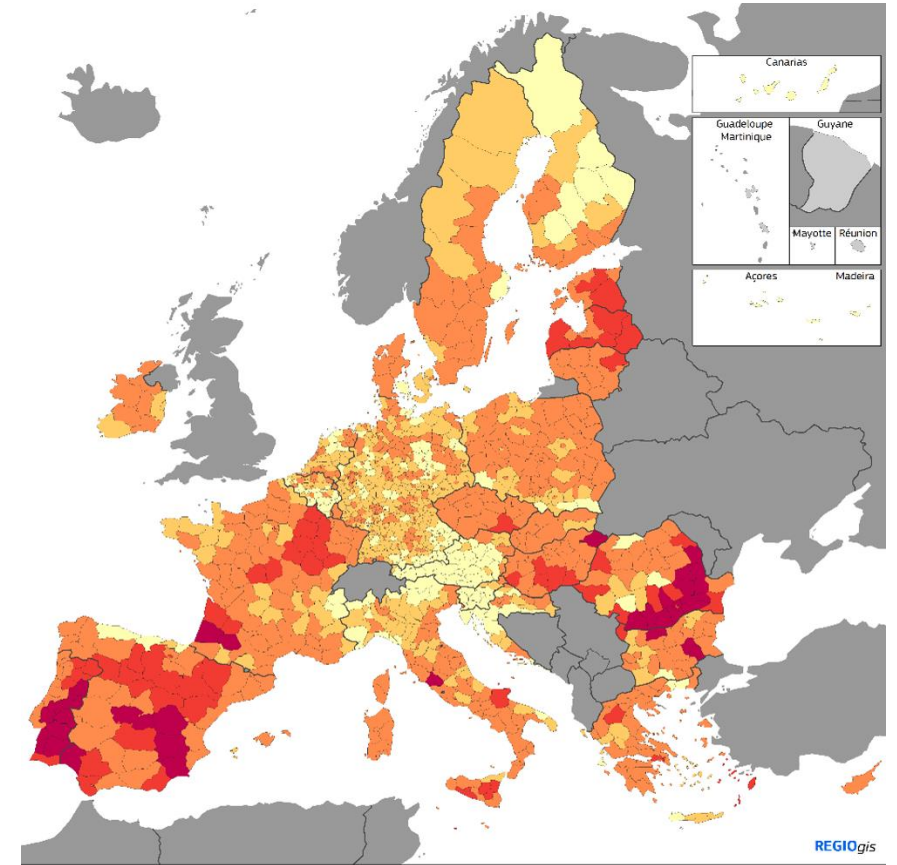 Canarias
Guadeloupe
Martinique
Guyane
Mayotte
Réunion
Açores
Madeira
REGIOgis